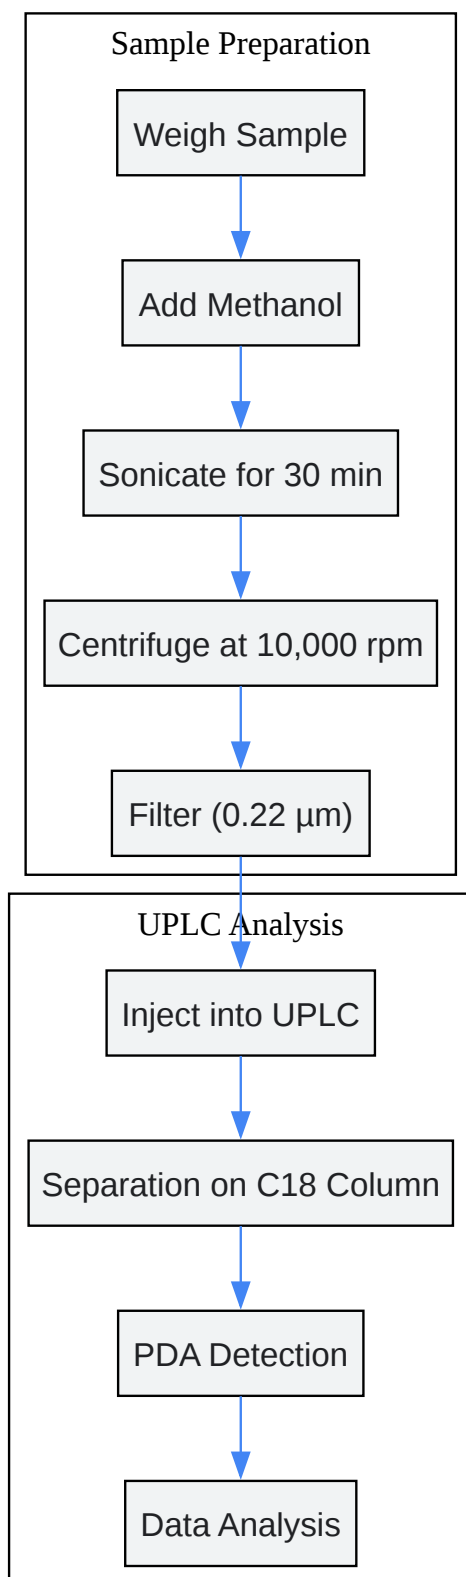 Sample Preparation
Weigh Sample
Add Methanol
Sonicate for 30 min
Centrifuge at 10,000 rpm
Filter (0.22 µm)
UPLC Analysis
Inject into UPLC
Separation on C18 Column
PDA Detection
Data Analysis